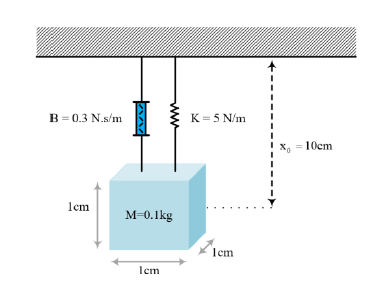 B = 0.3 N.s/m
K = 5 N/m
x₀ = 10cm
1cm
M=0.1kg
1cm
1cm